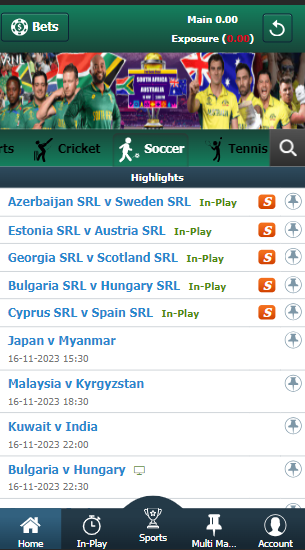 Bets
Main 0.00
Exposure (0.00)
SOUTH AFRICA
AUSTRALIA
rts
Cricket
Soccer
Tennis
Highlights
Azerbaijan SRL v Sweden SRL In-Play
S
Estonia SRL v Austria SRL In-Play
S
Georgia SRL v Scotland SRL In-Play
S
Bulgaria SRL v Hungary SRL In-Play
S
Cyprus SRL v Spain SRL In-Play
S
Japan v Myanmar
16-11-2023 15:30
Malaysia v Kyrgyzstan
16-11-2023 18:30
Kuwait v India
16-11-2023 22:00
Bulgaria v Hungary
16-11-2023 22:30
Home
In-Play
Sports
Multi Ma...
Account